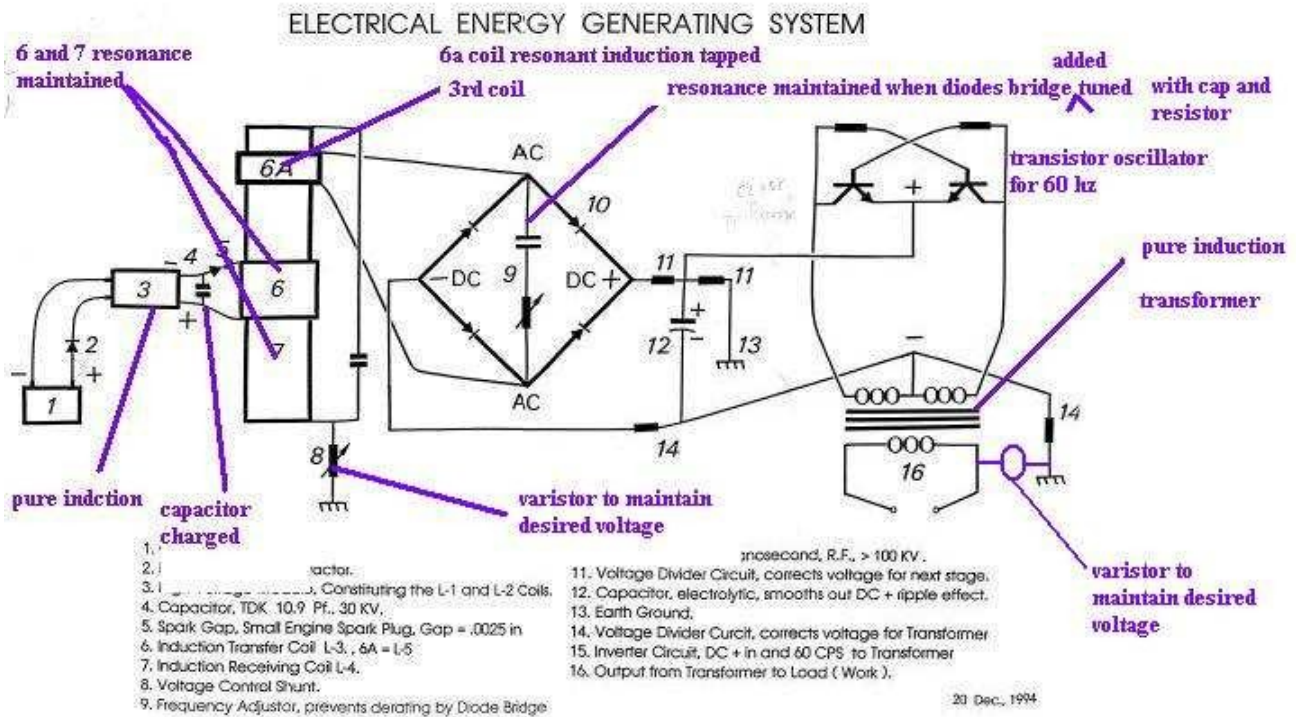 ELECTRICAL ENERGY GENERATING SYSTEM
6 and 7 resonance
maintained
6a coil resonant induction tapped
3rd coil
added
resonance maintained when diodes bridge tuned with cap and
resistor
transistor oscillator
for 60 hz
pure induction
transformer
6A
AC
10
+
- 4
5
3
6
- DC
9
DC +
11
11
+
12
-
13
2
+
-
1
7
AC
14
-
14
8
16
+
pure indction
capacitor
charged
varistor to maintain
desired voltage
varistor to
maintain desired
voltage
1.
2. actor.
3. Constituting the L-1 and L-2 Coils.
4. Capacitor, TDK 10.9 Pf., 30 KV.
5. Spark Gap, Small Engine Spark Plug, Gap = .0025 in
6. Induction Transfer Coil L-3. , 6A = L-5
7. Induction Receiving Coil L-4.
8. Voltage Control Shunt.
9. Frequency Adjustor, prevents derating by Diode Bridge
nosecond, R.F., > 100 KV.
11. Voltage Divider Circuit, corrects voltage for next stage.
12. Capacitor, electrolytic, smooths out DC + ripple effect.
13. Earth Ground.
14. Voltage Divider Curcit, corrects voltage for Transformer
15. Inverter Circuit, DC + in and 60 CPS to Transformer
16. Output from Transformer to Load ( Work ).
20 Dec., 1994